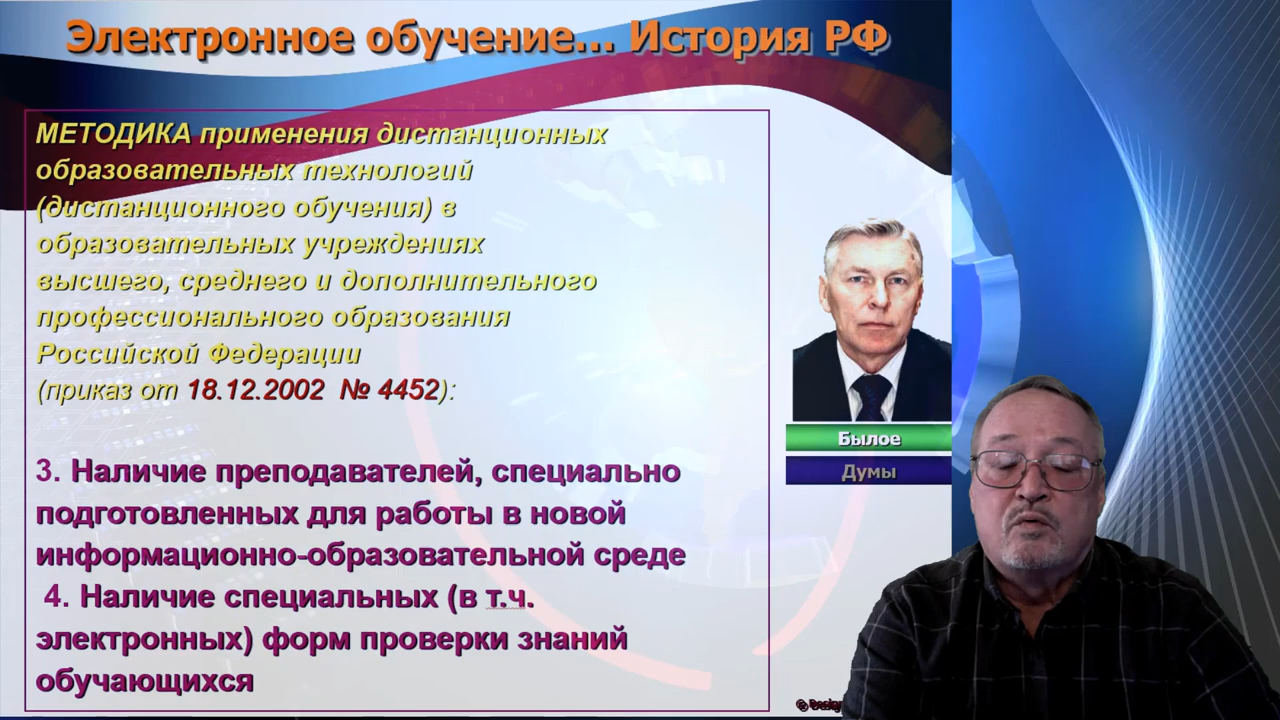 Электронное обучение... История РФ
МЕТОДИКА применения дистанционных
образовательных технологий
(дистанционного обучения) в
образовательных учреждениях
высшего, среднего и дополнительного
профессионального образования
Российской Федерации
(приказ от 18.12.2002 № 4452):
3. Наличие преподавателей, специально
подготовленных для работы в новой
информационно-образовательной среде
4. Наличие специальных (в т.ч.
электронных) форм проверки знаний
обучающихся
Былое
Думы